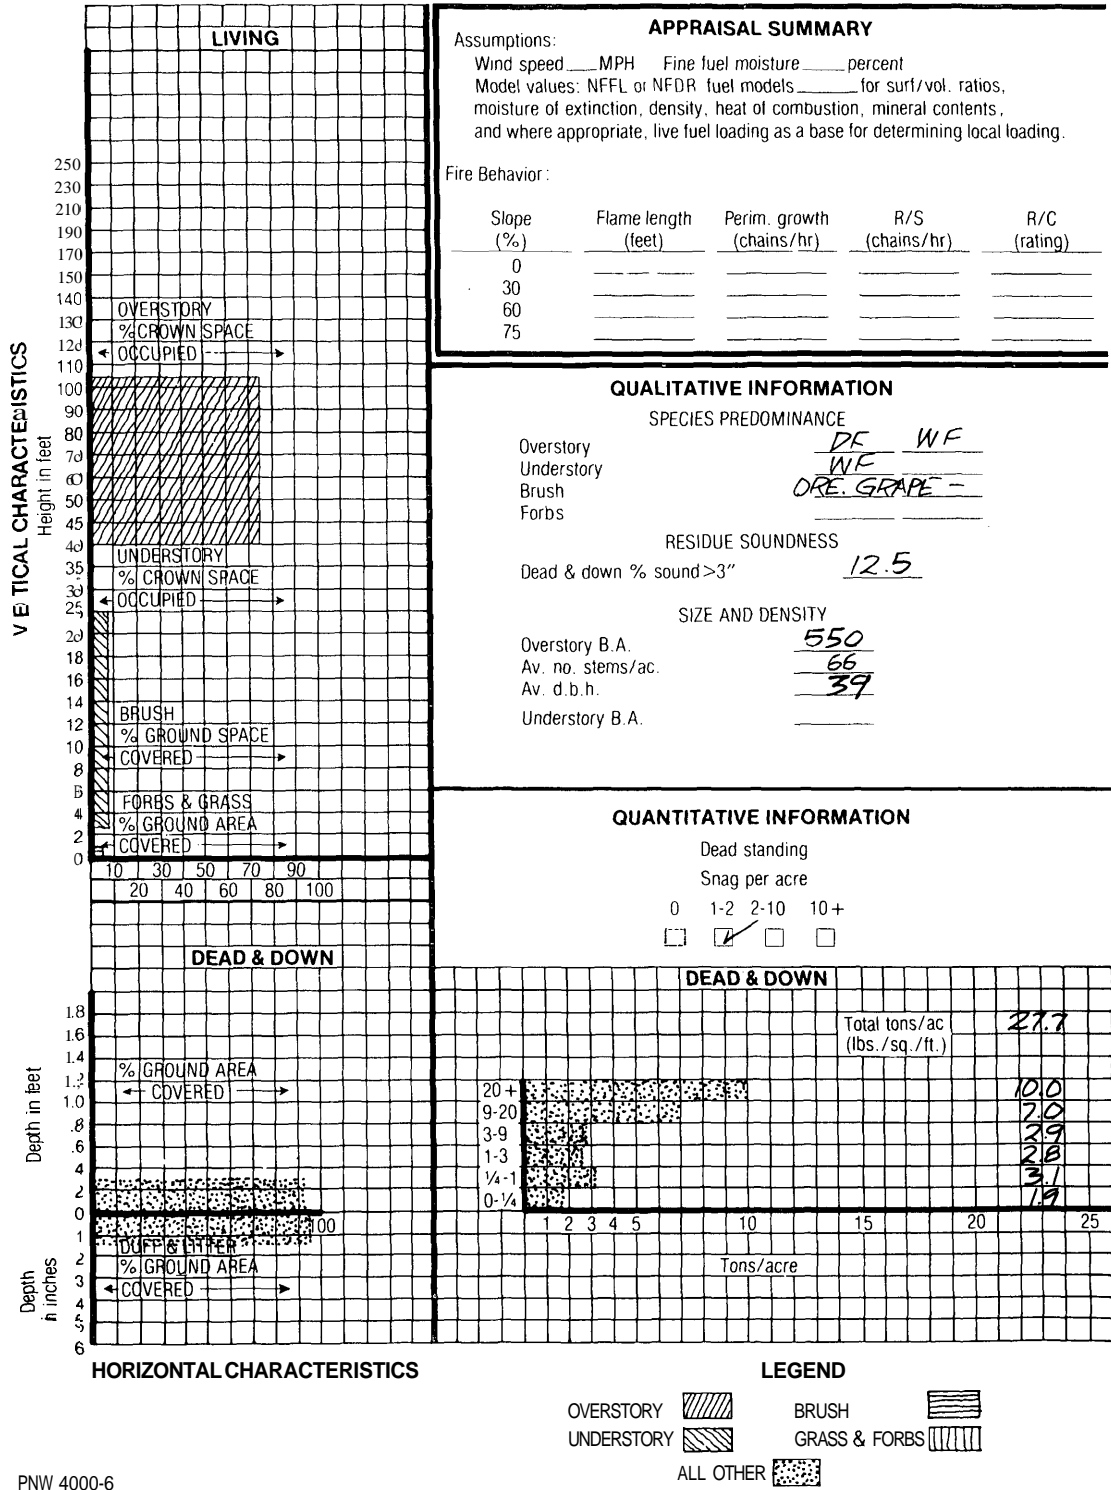 LIVING
250
230
210
190
170
150
140
130
120
110
100
90
80
70
60
50
45
40
35
30
25
20
18
16
14
12
10
8
6
4
2
0
VE TICAL CHARACTERISTICS
Height in feet
OVERSTORY
% CROWN SPACE
OCCUPIED
UNDERSTORY
% CROWN SPACE
OCCUPIED
BRUSH
% GROUND SPACE
COVERED
FORBS & GRASS
% GROUND AREA
COVERED
10 30 50 70 90
20 40 60 80 100
DEAD & DOWN
Depth in feet
1.8
1.6
1.4
1.2
1.0
.8
.6
.4
.2
0
% GROUND AREA
COVERED
100
DUFF & LITTER
% GROUND AREA
COVERED
Depth
in inches
1
2
3
4
5
6
HORIZONTAL CHARACTERISTICS
APPRAISAL SUMMARY
Assumptions:
Wind speed ____ MPH Fine fuel moisture ____ percent
Model values: NFFL or NFDR fuel models ______ for surf/vol. ratios,
moisture of extinction, density, heat of combustion, mineral contents,
and where appropriate, live fuel loading as a base for determining local loading.
Fire Behavior:
Slope Flame length Perim. growth R/S R/C
(%) (feet) (chains/hr) (chains/hr) (rating)
0
30
60
75
QUALITATIVE INFORMATION
SPECIES PREDOMINANCE
Overstory DF WF
Understory WF
Brush ORE. GRAPE -
Forbs
RESIDUE SOUNDNESS
Dead & down % sound >3" 12.5
SIZE AND DENSITY
Overstory B.A. 550
Av. no. stems/ac. 66
Av. d.b.h. 39
Understory B.A.
QUANTITATIVE INFORMATION
Dead standing
Snag per acre
0 1-2 2-10 10+
DEAD & DOWN
Total tons/ac 27.7
(lbs./sq./ft.)
20+ 10.0
9-20 7.0
3-9 2.9
1-3 2.8
¼-1 3.1
0-¼ 1.9
1 2 3 4 5 10 15 20 25
Tons/acre
LEGEND
OVERSTORY BRUSH
UNDERSTORY GRASS & FORBS
ALL OTHER
PNW 4000-6